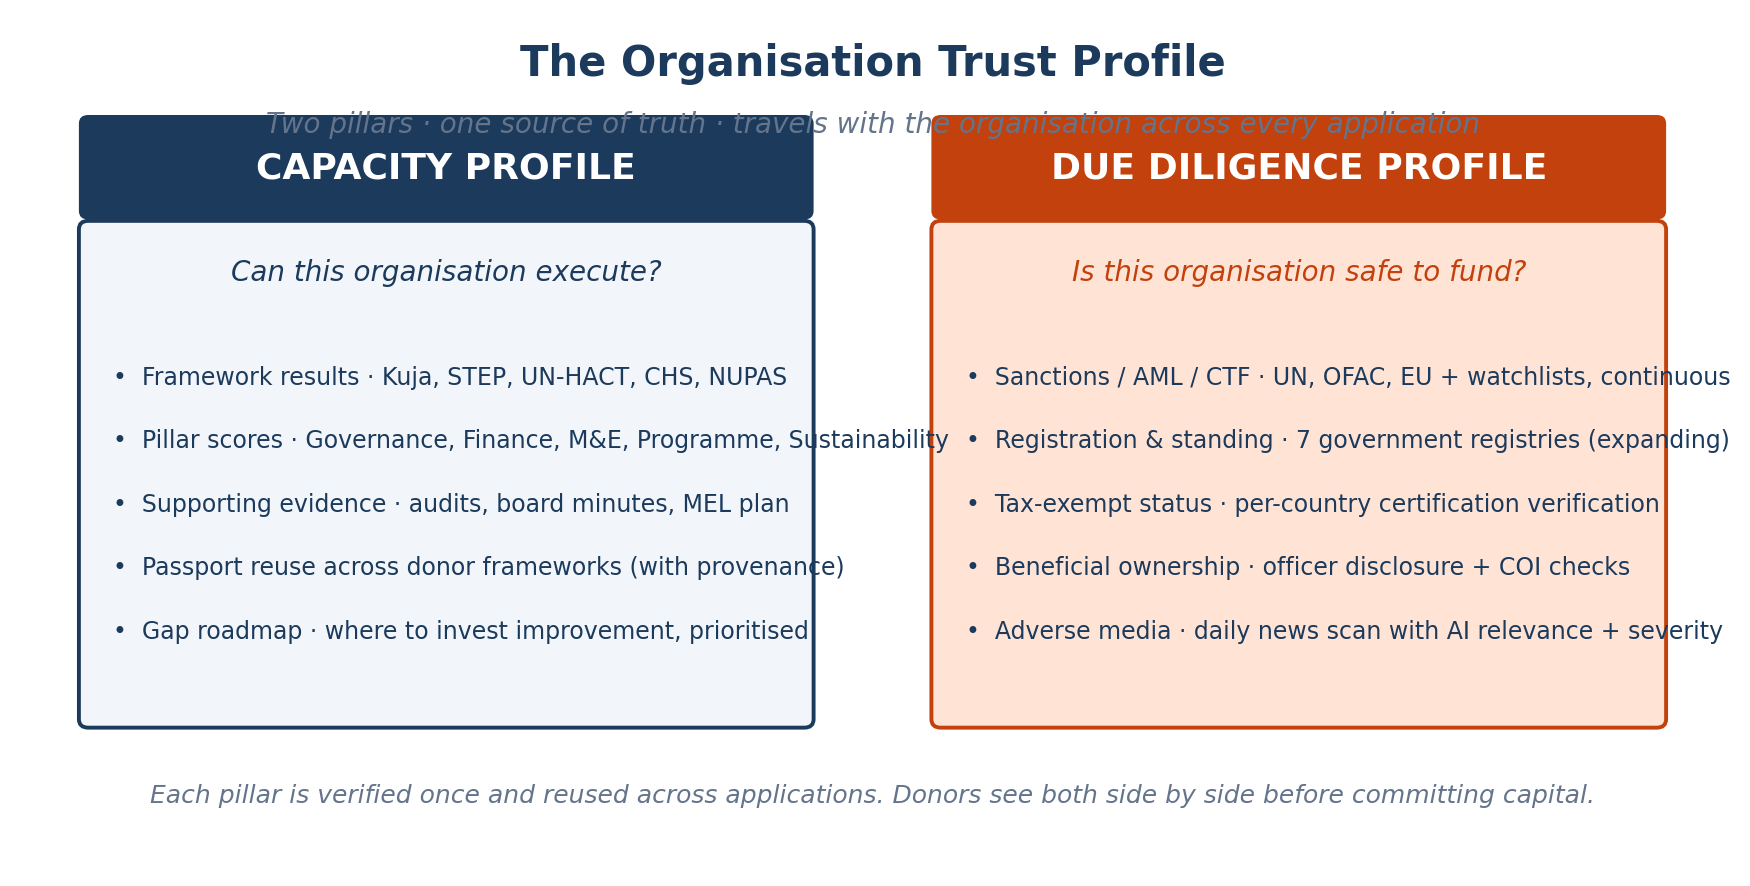 The Organisation Trust Profile
Two pillars · one source of truth · travels with the organisation across every application
CAPACITY PROFILE
Can this organisation execute?
• Framework results · Kuja, STEP, UN-HACT, CHS, NUPAS
• Pillar scores · Governance, Finance, M&E, Programme, Sustainability
• Supporting evidence · audits, board minutes, MEL plan
• Passport reuse across donor frameworks (with provenance)
• Gap roadmap · where to invest improvement, prioritised
DUE DILIGENCE PROFILE
Is this organisation safe to fund?
• Sanctions / AML / CTF · UN, OFAC, EU + watchlists, continuous
• Registration & standing · 7 government registries (expanding)
• Tax-exempt status · per-country certification verification
• Beneficial ownership · officer disclosure + COI checks
• Adverse media · daily news scan with AI relevance + severity
Each pillar is verified once and reused across applications. Donors see both side by side before committing capital.